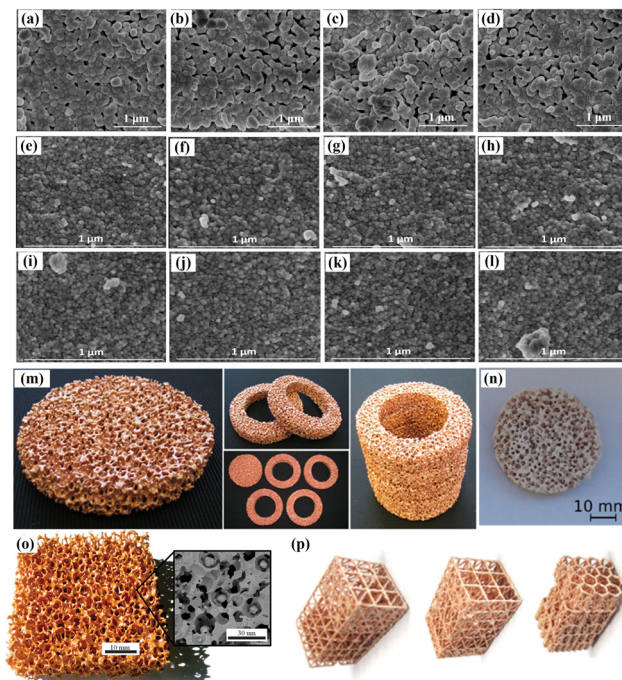 (a) (b) (c) (d)
1 μm 1 μm 1 μm 1 μm
(e) (f) (g) (h)
1 μm 1 μm 1 μm 1 μm
(i) (j) (k) (l)
1 μm 1 μm 1 μm 1 μm
(m) (n)
10 mm
(o) (p)
10 mm 30 um